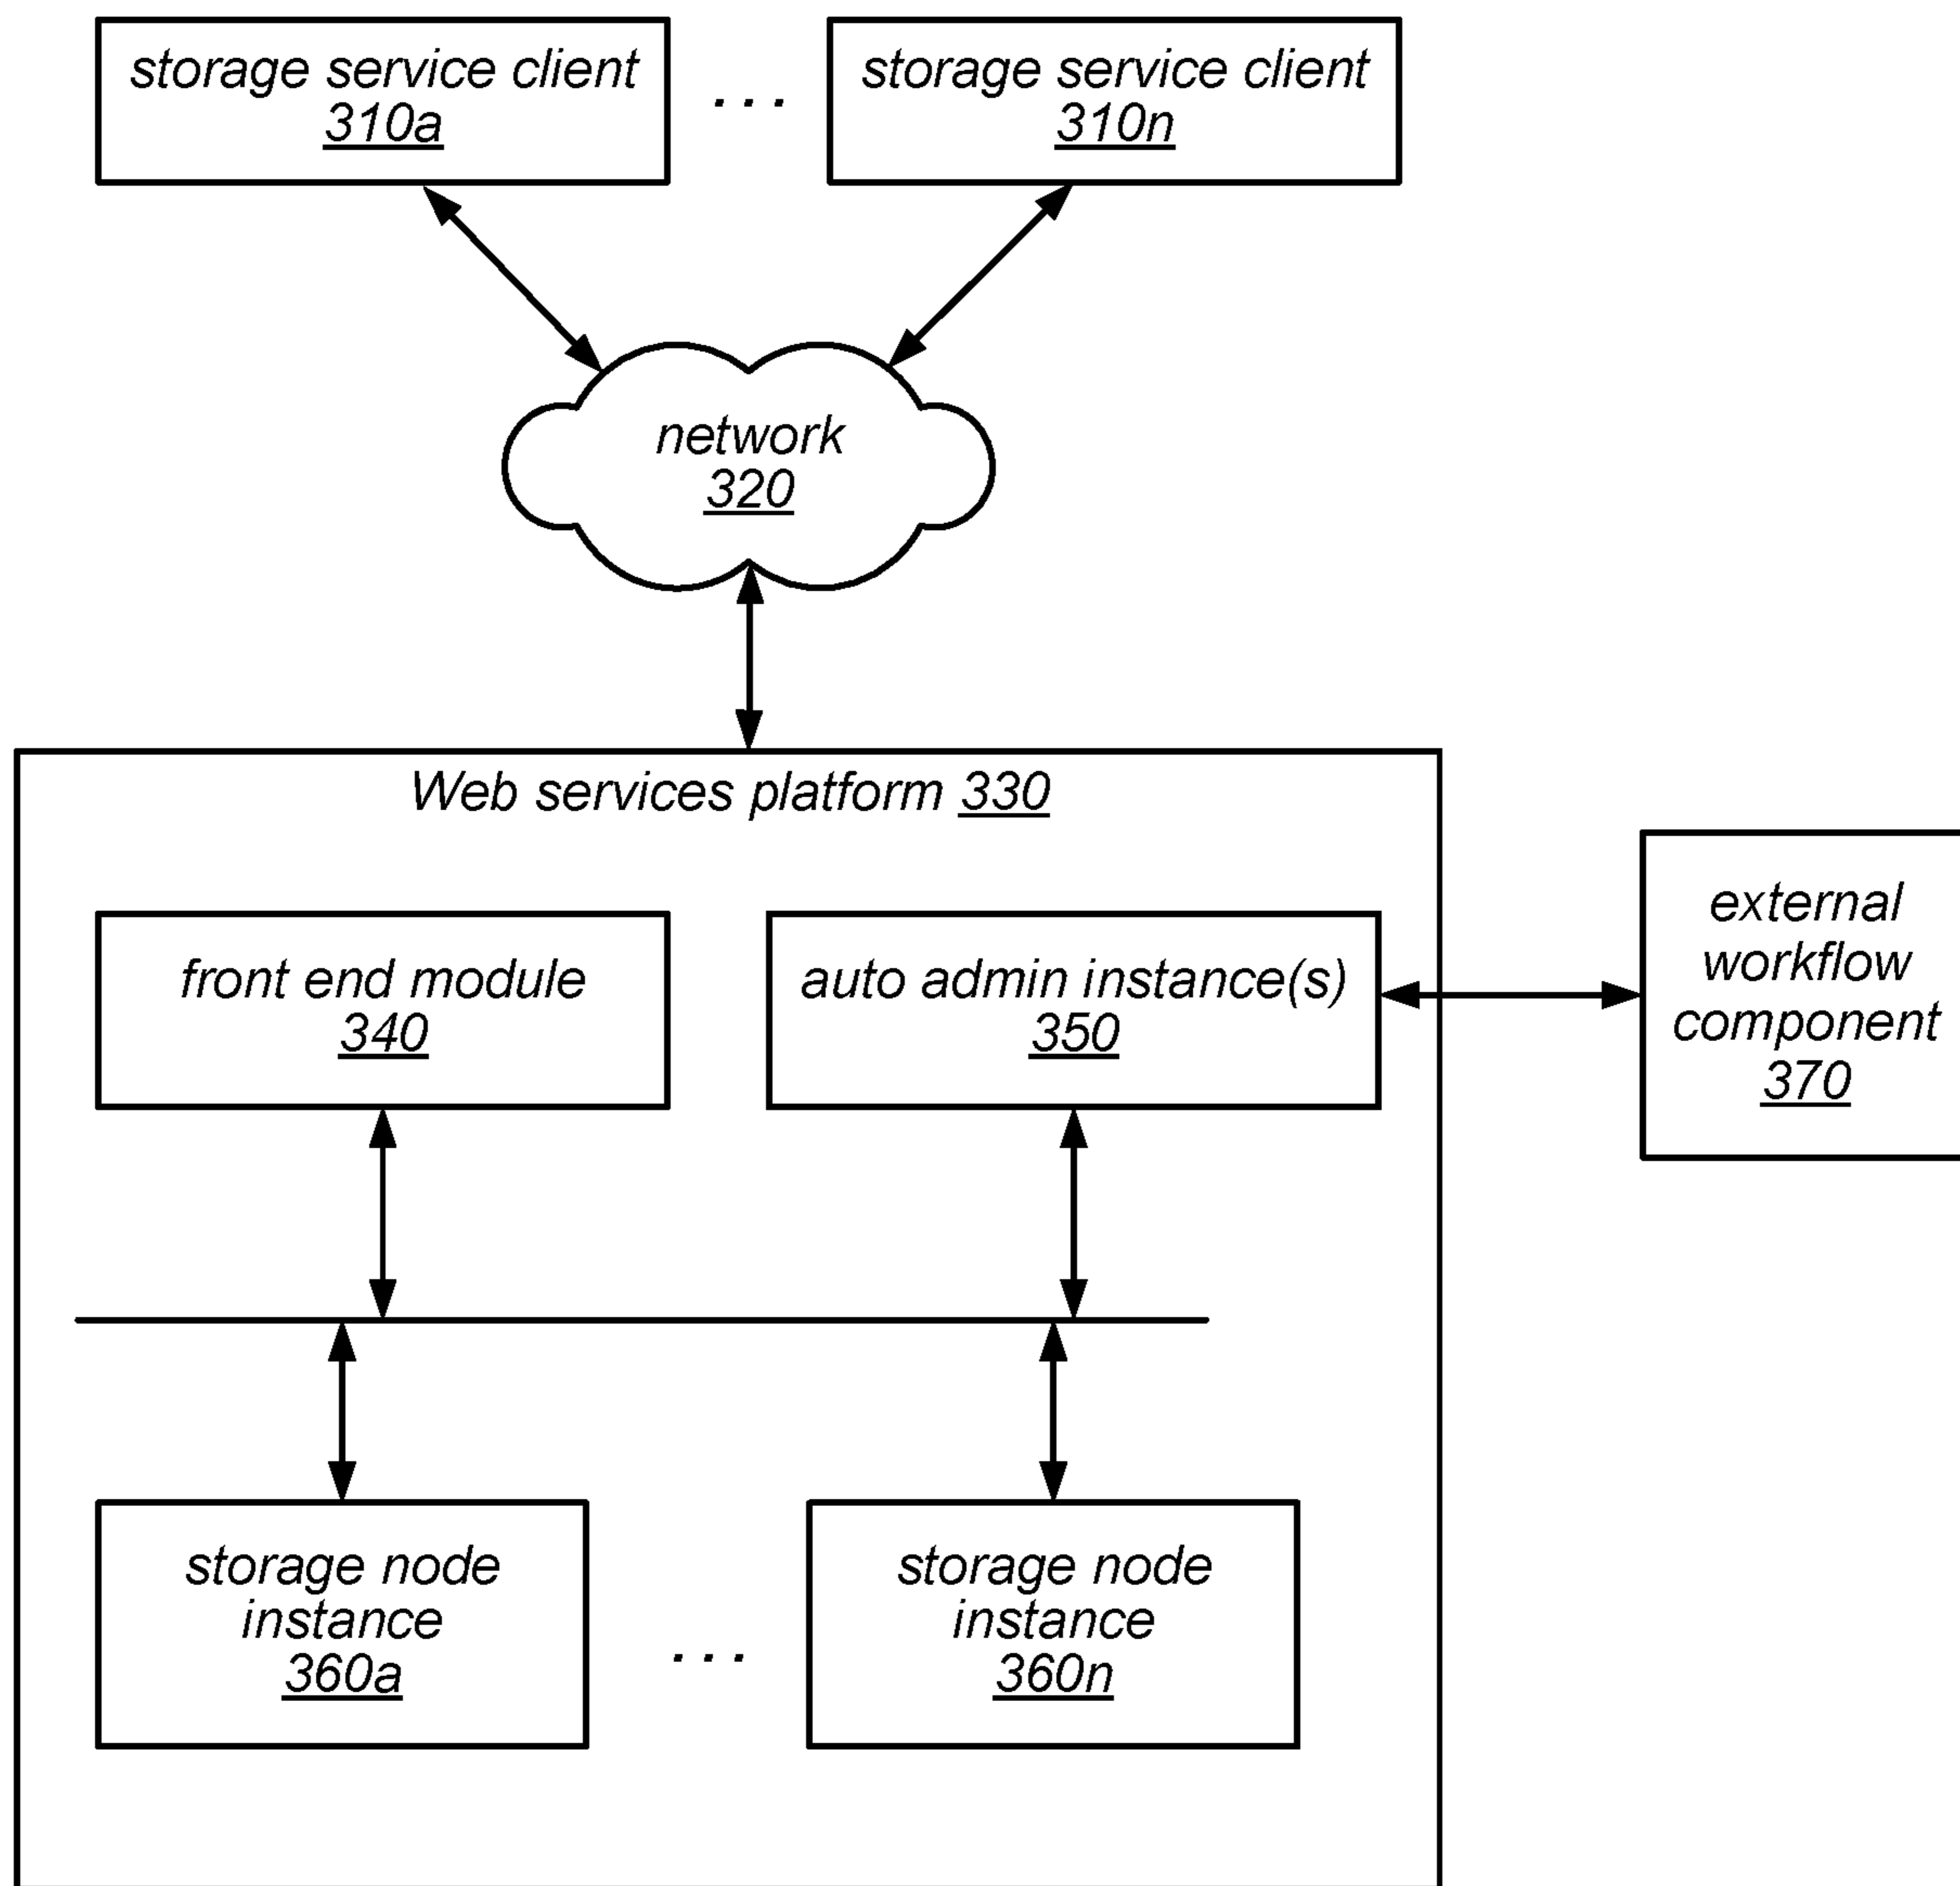 storage service client
310a
...
storage service client
310n
network
320
Web services platform 330
front end module
340
auto admin instance(s)
350
external
workflow
component
370
storage node
instance
360a
...
storage node
instance
360n